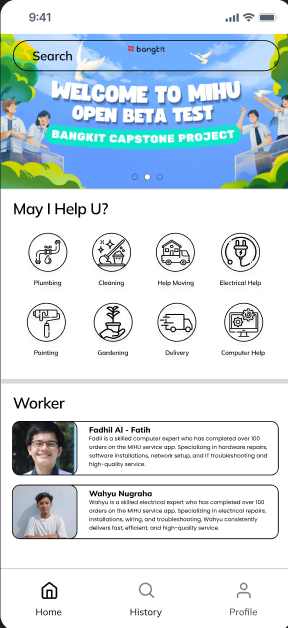 9:41
Search
bangk!t
WELCOME TO MIHU
OPEN BETA TEST
BANGKIT CAPSTONE PROJECT
May I Help U?
Plumbing
Cleaning
Help Moving
Electrical Help
Painting
Gardening
Delivery
Computer Help
Worker
Fadhil Al - Fatih
Fadil is a skilled computer expert who has completed over 100
orders on the MIHU service app. Specializing in hardware repairs,
software installations, network setup, and IT troubleshooting and
high-quality service.
Wahyu Nugraha
Wahyu is a skilled electrical expert who has completed over 100
orders on the MIHU service app. Specializing in electrical repairs,
installations, wiring, and troubleshooting, Wahyu consistently
delivers fast, efficient, and high-quality service.
Home
History
Profile